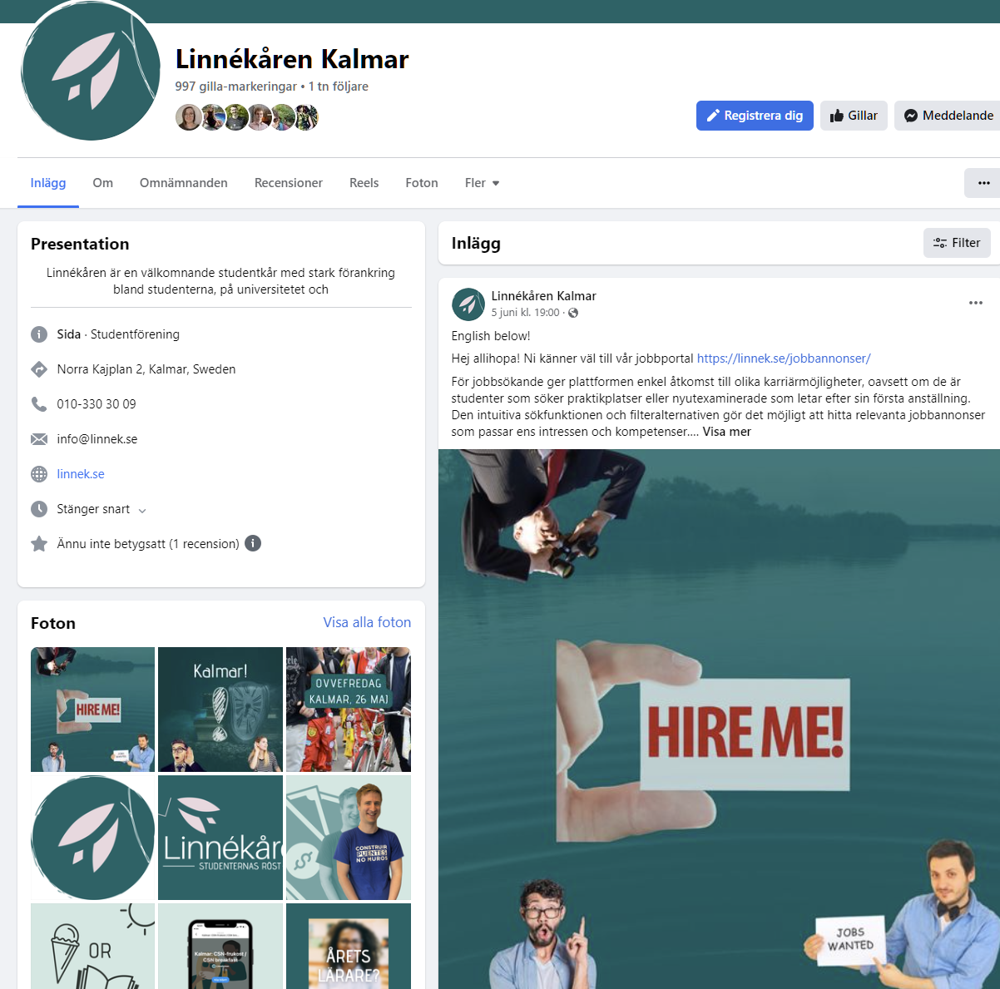 Linnékåren Kalmar
997 gilla-markeringar • 1 tn följare
Registrera dig
Gillar
Meddelande
Inlägg
Om
Omnämnanden
Recensioner
Reels
Foton
Fler
Presentation
Linnékåren är en välkomnande studentkår med stark förankring
bland studenterna, på universitetet och
Sida · Studentförening
Norra Kajplan 2, Kalmar, Sweden
010-330 30 09
info@linnek.se
linnek.se
Stänger snart
Ännu inte betygsatt (1 recension)
Foton
Visa alla foton
HIRE ME!
JOBS
WANTED
Kalmar!
OVVEFREDAG
KALMAR, 26 MAJ
Linnékår
STUDENTERNAS RÖST
CONSTRUIR
PUENTES
NO MUROS
OR
Kalmar: CSN-frukost /
CSN breakfast
ÅRETS
LÄRARE?
Inlägg
Filter
Linnékåren Kalmar
5 juni kl. 19:00 ·
English below!
Hej allihopa! Ni känner väl till vår jobbportal https://linnek.se/jobbannonser/
För jobbsökande ger plattformen enkel åtkomst till olika karriärmöjligheter, oavsett om de är
studenter som söker praktikplatser eller nyutexaminerade som letar efter sin första anställning.
Den intuitiva sökfunktionen och filteralternativen gör det möjligt att hitta relevanta jobbannonser
som passar ens intressen och kompetenser.... Visa mer
HIRE ME!
JOBS
WANTED